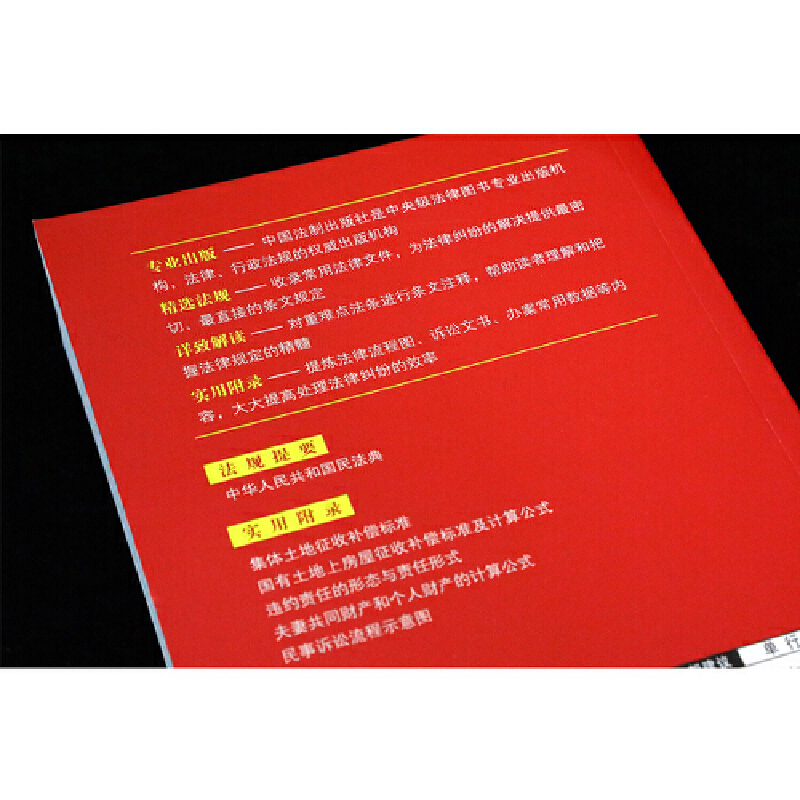 专业出版 —— 中国法制出版社是中央级法律图书专业出版机
构、法律、行政法规的权威出版机构
精选法规 —— 收录常用法律文件，为法律纠纷的解决提供最密
切、最直接的条文规定
详致解读 —— 对重难点法条进行条文注释，帮助读者理解和把
握法律规定的精髓
实用附录 —— 提炼法律流程图、诉讼文书、办案常用数据等内
容，大大提高处理法律纠纷的效率
法规提要
中华人民共和国民法典
实用附录
集体土地征收补偿标准
国有土地上房屋征收补偿标准及计算公式
违约责任的形态与责任形式
夫妻共同财产和个人财产的计算公式
民事诉讼流程示意图
建议
单行